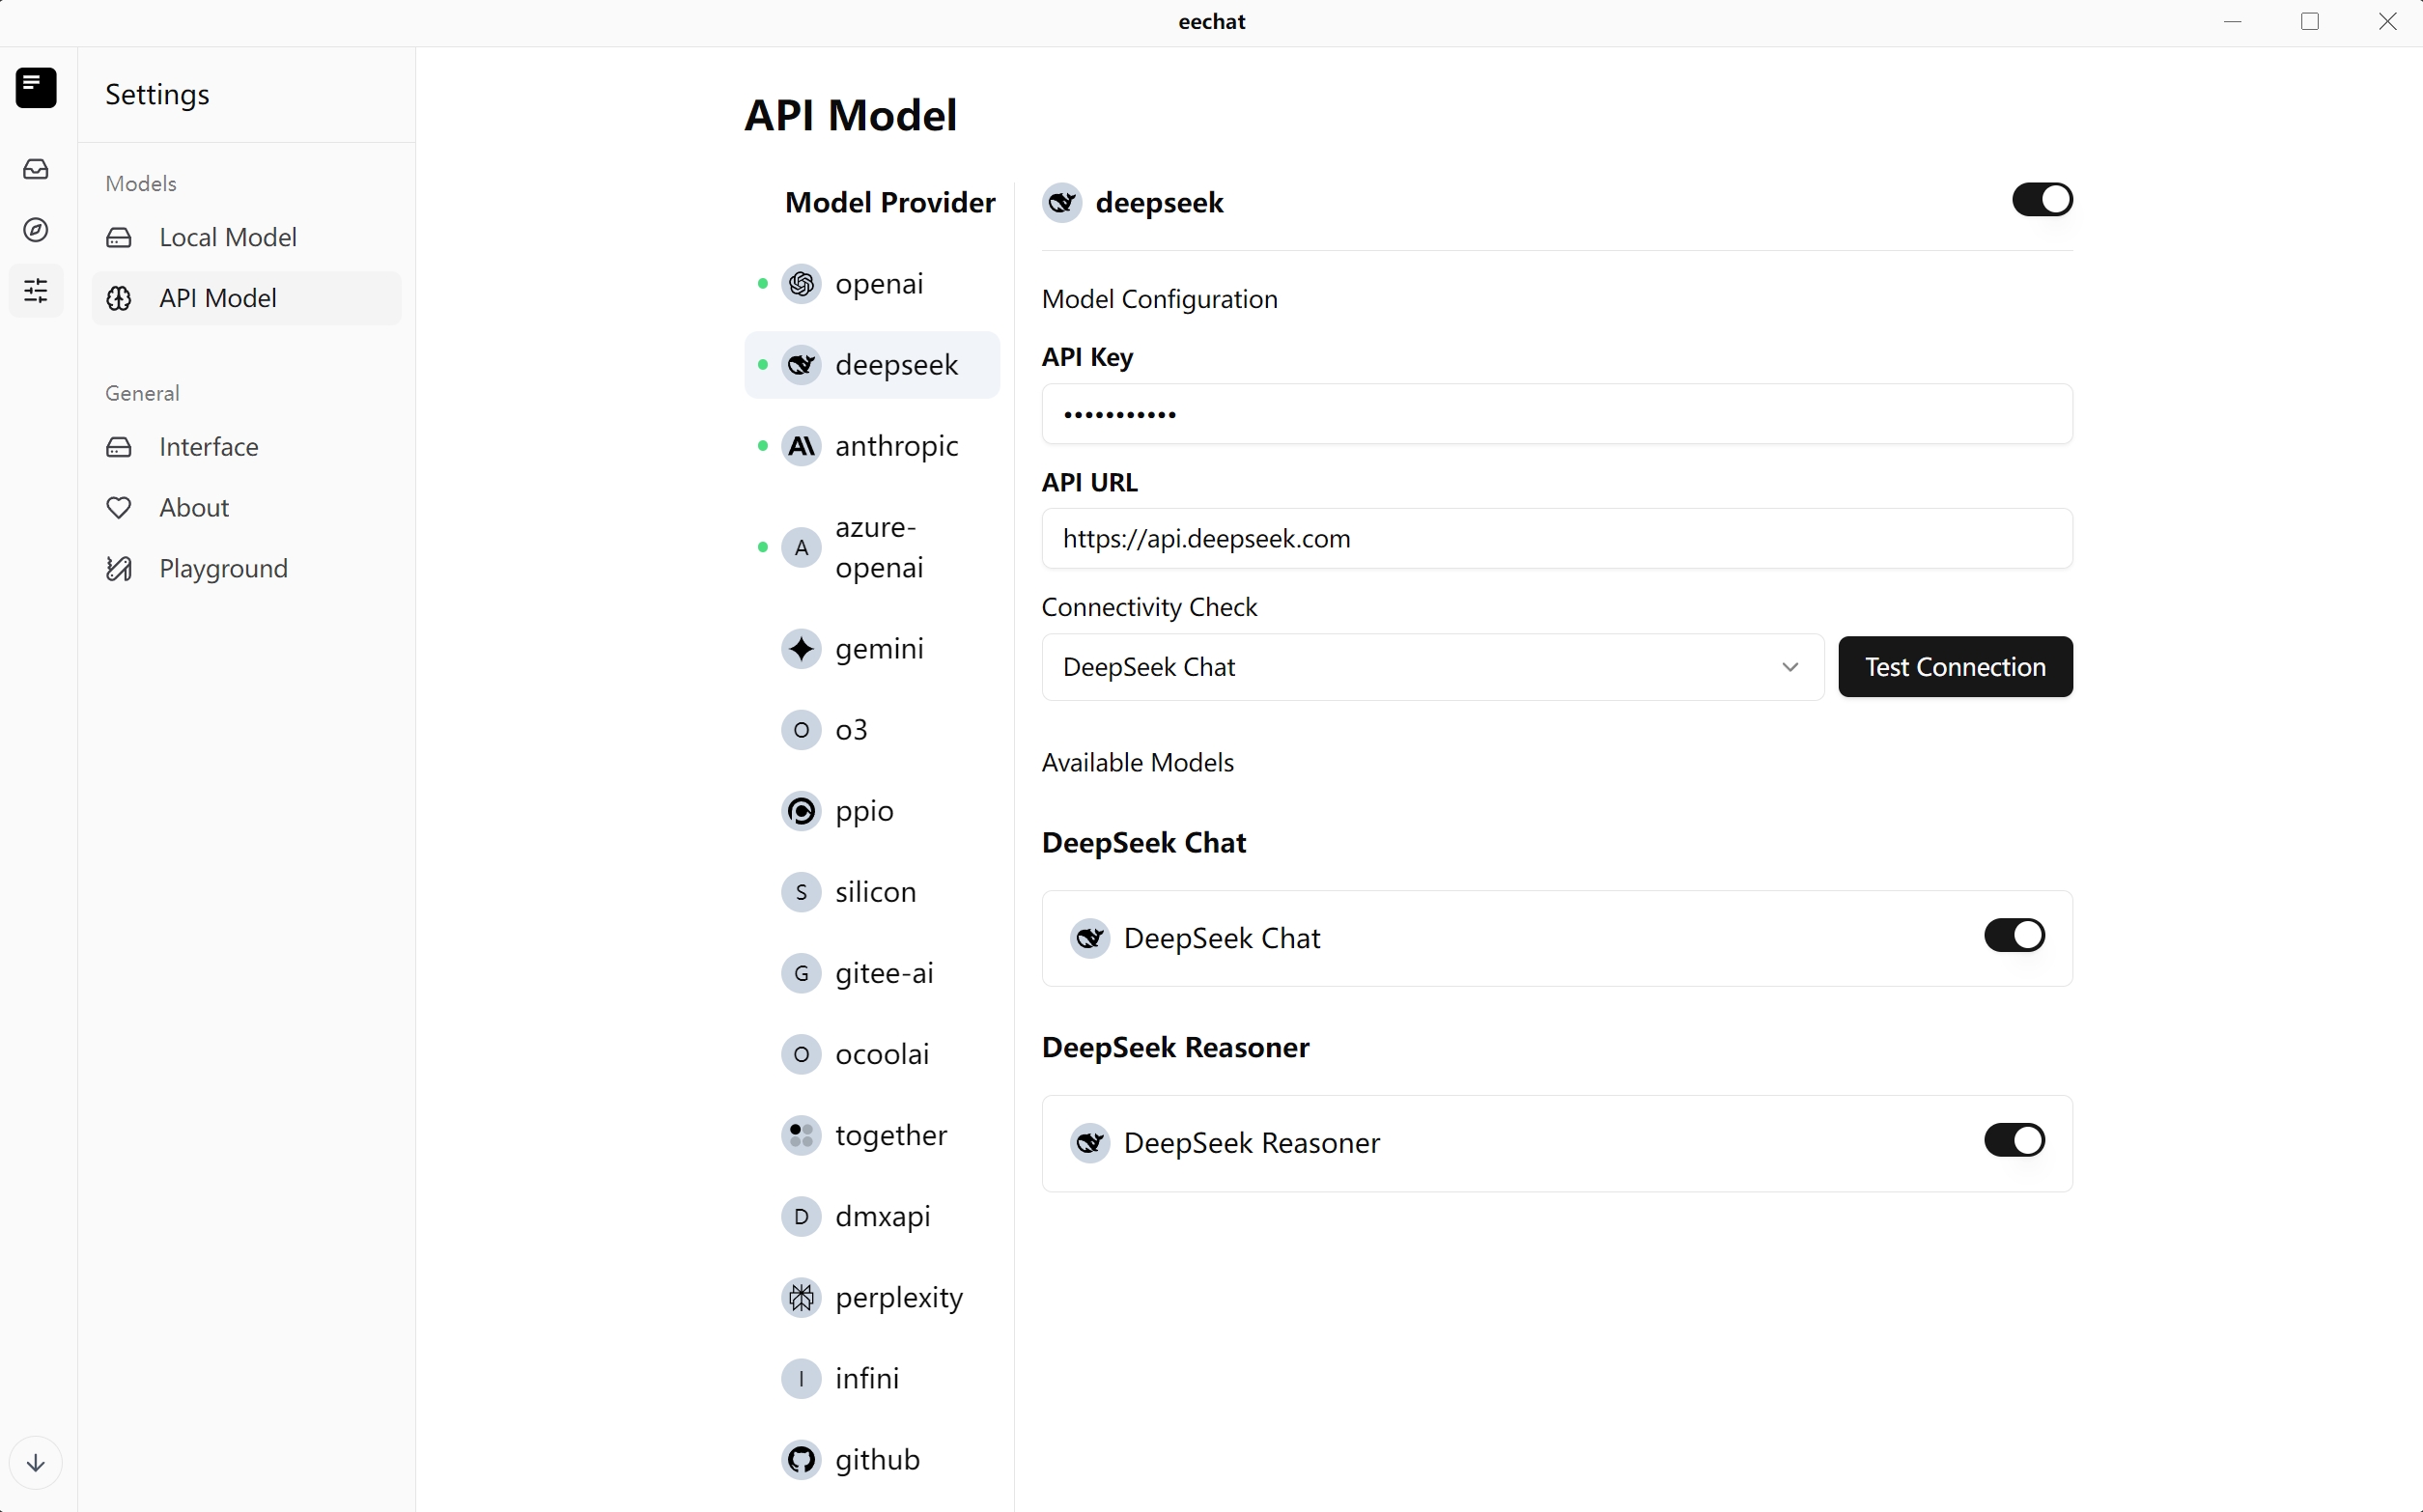 eechat
Settings
Models
Local Model
API Model
General
Interface
About
Playground
API Model
Model Provider
openai
deepseek
anthropic
A
azure-
openai
gemini
O
o3
ppio
S
silicon
G
gitee-ai
O
ocoolai
together
D
dmxapi
perplexity
I
infini
github
deepseek
Model Configuration
API Key
•••••••••••
API URL
https://api.deepseek.com
Connectivity Check
DeepSeek Chat
Test Connection
Available Models
DeepSeek Chat
DeepSeek Chat
DeepSeek Reasoner
DeepSeek Reasoner